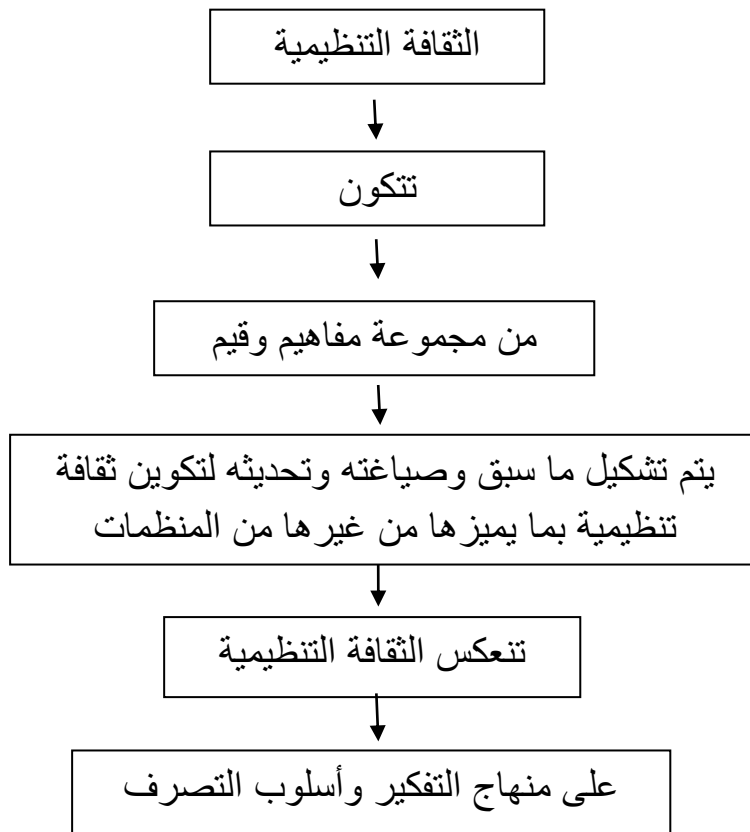 الثقافة التنظيمية
تتكون
من مجموعة مفاهيم وقيم
يتم تشكيل ما سبق وصياغته وتحديثه لتكوين ثقافة
تنظيمية بما يميزها من غيرها من المنظمات
تنعكس الثقافة التنظيمية
على منهاج التفكير وأسلوب التصرف